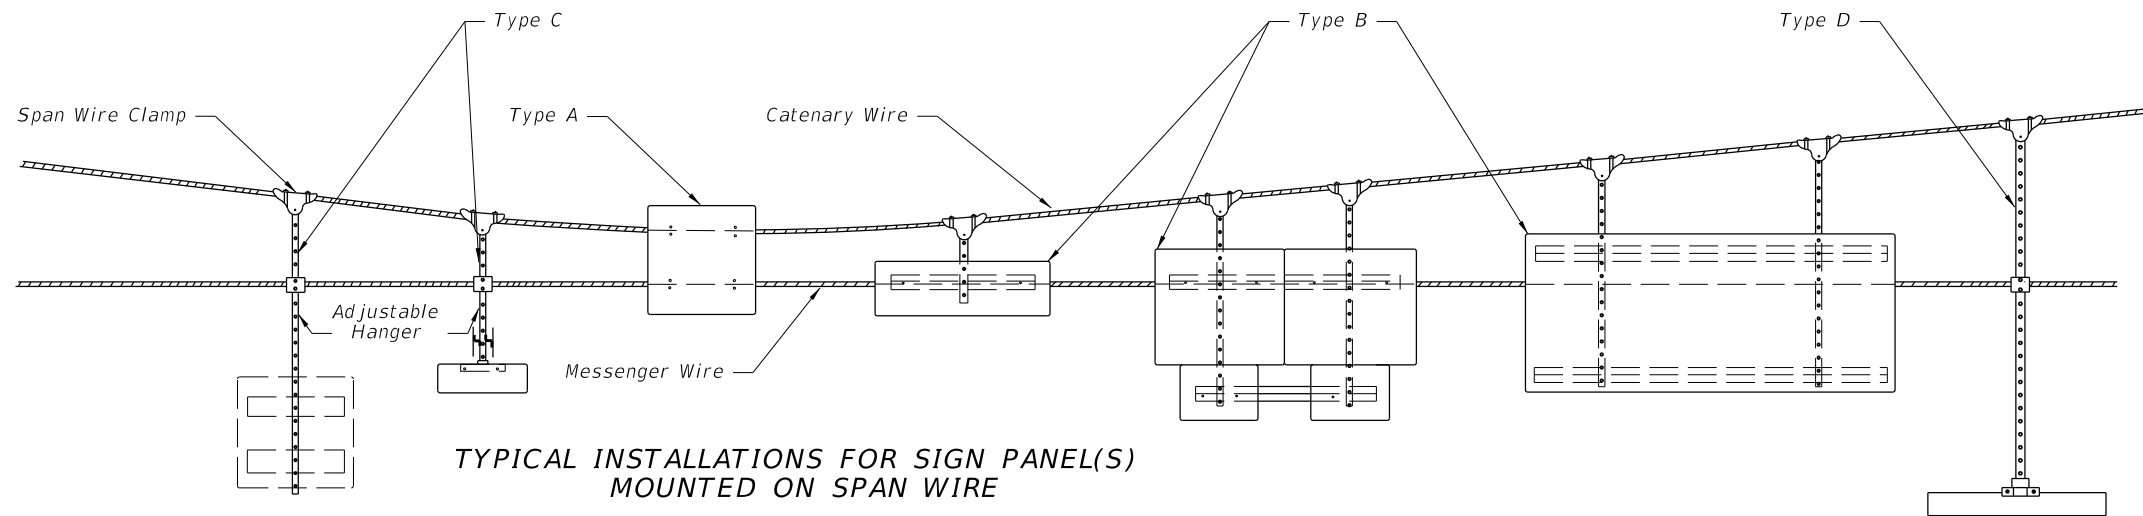 Type C
Type B
Type D
Span Wire Clamp
Type A
Catenary Wire
Adjustable
Hanger
Messenger Wire
TYPICAL INSTALLATIONS FOR SIGN PANEL(S)
MOUNTED ON SPAN WIRE